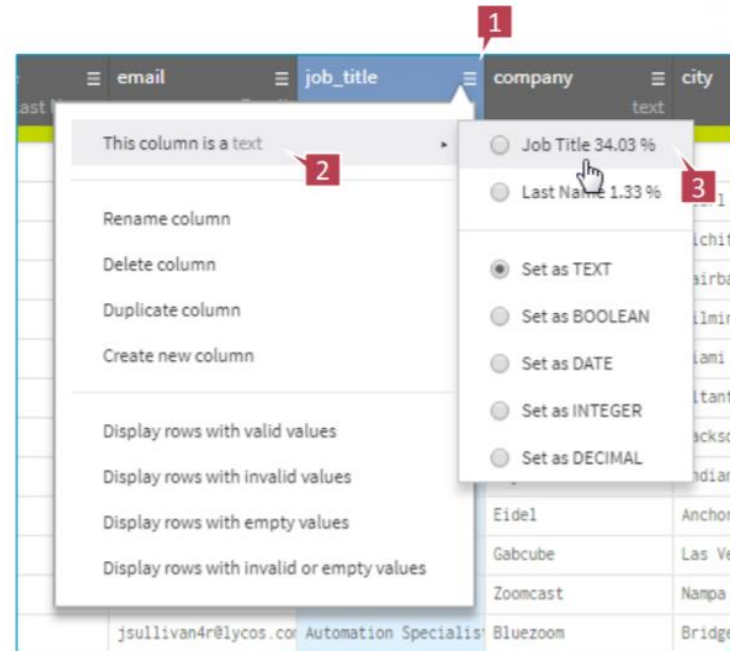 1
email
job_title
company
city
text
This column is a text
2
Job Title 34.03 %
3
Last Name 1.33 %
Rename column
Delete column
Duplicate column
Create new column
Set as TEXT
Set as BOOLEAN
Set as DATE
Set as INTEGER
Set as DECIMAL
Display rows with valid values
Display rows with invalid values
Display rows with empty values
Display rows with invalid or empty values
Eidel
Anchor
Gabcube
Las Ve
Zoomcast
Nampa
jsullivan4r@lycos.com
Automation Specialis
Bluezoom
Bridge